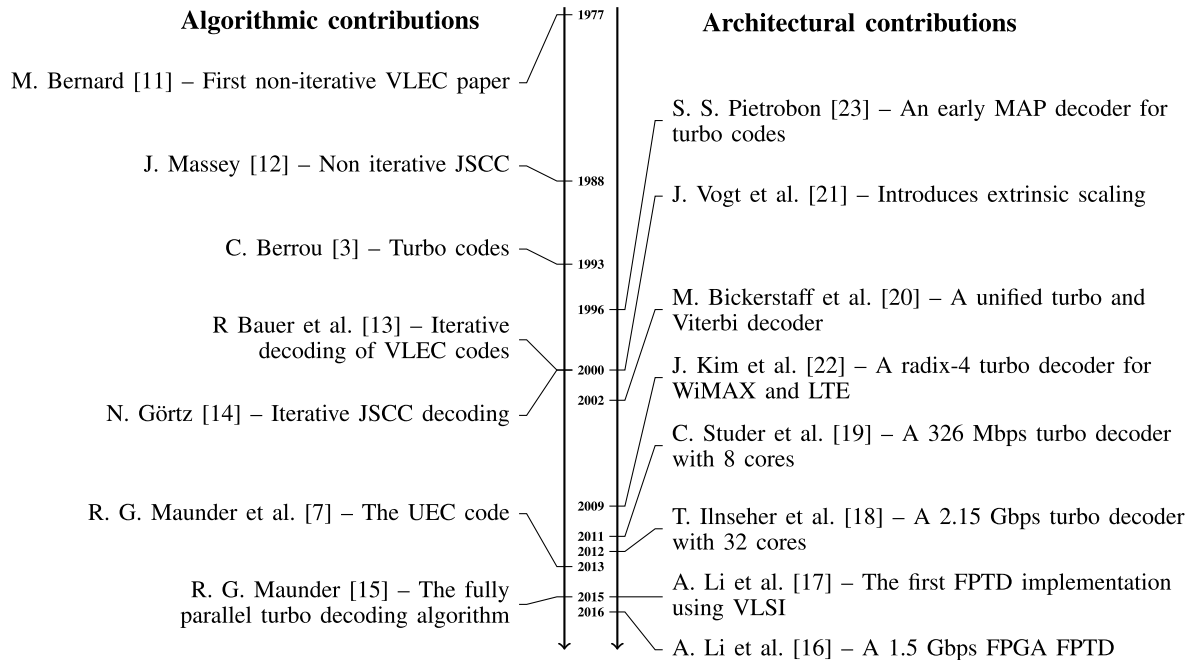 Algorithmic contributions
M. Bernard [11] – First non-iterative VLEC paper
J. Massey [12] – Non iterative JSCC
C. Berrou [3] – Turbo codes
R Bauer et al. [13] – Iterative
decoding of VLEC codes
N. Görtz [14] – Iterative JSCC decoding
R. G. Maunder et al. [7] – The UEC code
R. G. Maunder [15] – The fully
parallel turbo decoding algorithm
1977
1988
1993
1996
2000
2002
2009
2011
2012
2013
2015
2016
Architectural contributions
S. S. Pietrobon [23] – An early MAP decoder for
turbo codes
J. Vogt et al. [21] – Introduces extrinsic scaling
M. Bickerstaff et al. [20] – A unified turbo and
Viterbi decoder
J. Kim et al. [22] – A radix-4 turbo decoder for
WiMAX and LTE
C. Studer et al. [19] – A 326 Mbps turbo decoder
with 8 cores
T. Ilnseher et al. [18] – A 2.15 Gbps turbo decoder
with 32 cores
A. Li et al. [17] – The first FPTD implementation
using VLSI
A. Li et al. [16] – A 1.5 Gbps FPGA FPTD